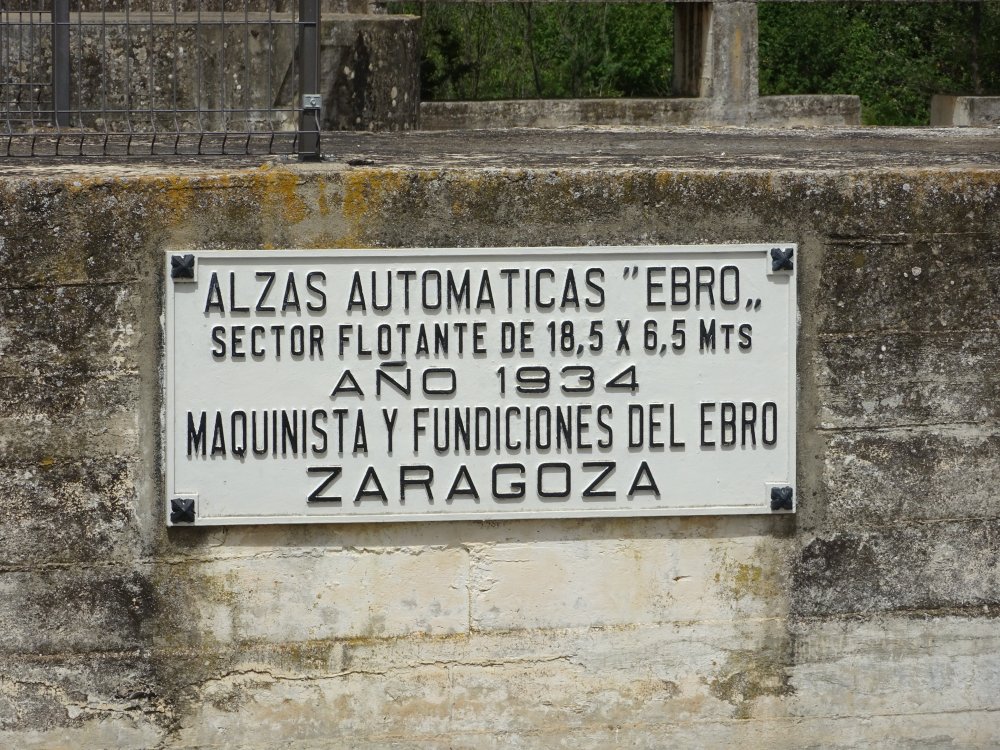 ALZAS AUTOMATICAS "EBRO„
SECTOR FLOTANTE DE 18,5 X 6,5 MTS
AÑO 1934
MAQUINISTA Y FUNDICIONES DEL EBRO
ZARAGOZA